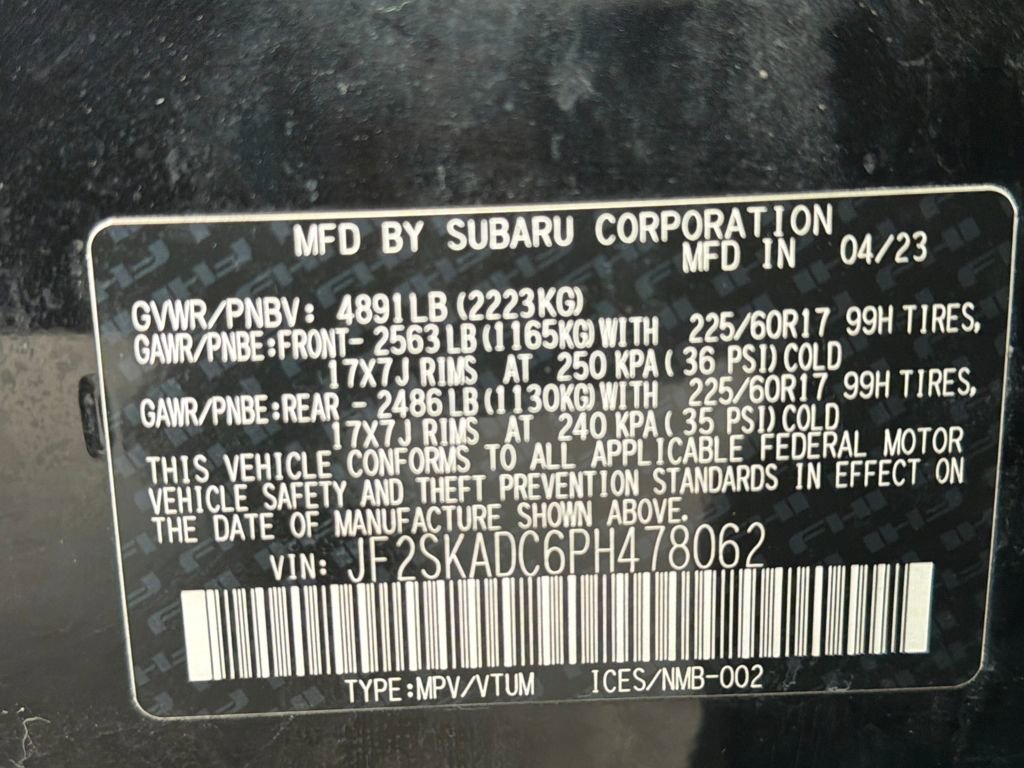 MFD BY SUBARU CORPORATION
MFD IN 04/23
GVWR/PNBV: 4891LB(2223KG)
GAWR/PNBE:FRONT- 2563LB(1165KG)WITH 225/60R17 99H TIRES,
17X7J RIMS AT 250 KPA( 36 PSI)COLD
GAWR/PNBE:REAR - 2486LB(1130KG)WITH 225/60R17 99H TIRES,
17X7J RIMS AT 240 KPA( 35 PSI)COLD
THIS VEHICLE CONFORMS TO ALL APPLICABLE FEDERAL MOTOR
VEHICLE SAFETY AND THEFT PREVENTION STANDARDS IN EFFECT ON
THE DATE OF MANUFACTURE SHOWN ABOVE.
VIN: JF2SKADC6PH478062
TYPE:MPV/VTUM ICES/NMB-002